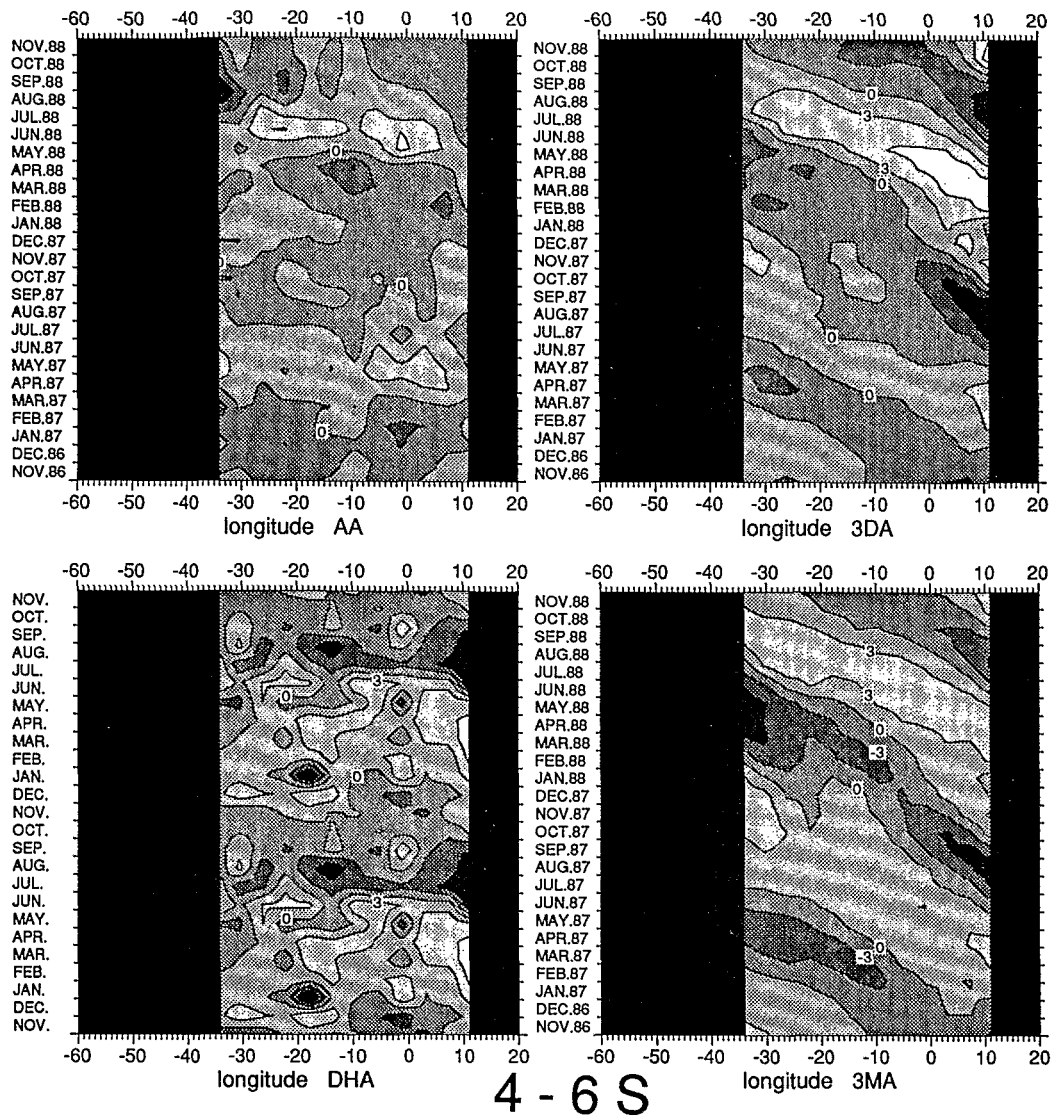 -60 -50 -40 -30 -20 -10 0 10 20
NOV.88
OCT.88
SEP.88
AUG.88
JUL.88
JUN.88
MAY.88 0
APR.88
MAR.88
FEB.88
JAN.88
DEC.87
NOV.87 0
OCT.87 0
SEP.87
AUG.87
JUL.87
JUN.87
MAY.87
APR.87
MAR.87
FEB.87
JAN.87 0
DEC.86
NOV.86
-60 -50 -40 -30 -20 -10 0 10 20
longitude AA
-60 -50 -40 -30 -20 -10 0 10 20
NOV.88
OCT.88
SEP.88
AUG.88 0
JUL.88 3
JUN.88
MAY.88
APR.88 3
MAR.88 0
FEB.88
JAN.88
DEC.87
NOV.87
OCT.87
SEP.87
AUG.87
JUL.87 0
JUN.87
MAY.87
APR.87 0
MAR.87
FEB.87
JAN.87
DEC.86
NOV.86
-60 -50 -40 -30 -20 -10 0 10 20
longitude 3DA
-60 -50 -40 -30 -20 -10 0 10 20
NOV.
OCT.
SEP.
AUG.
JUL.
JUN. 3
MAY. 0
APR.
MAR.
FEB.
JAN. 0
DEC.
NOV.
OCT.
SEP.
AUG.
JUL.
JUN. 3
MAY. 0
APR.
MAR.
FEB.
JAN.
DEC.
NOV.
-60 -50 -40 -30 -20 -10 0 10 20
longitude DHA
-60 -50 -40 -30 -20 -10 0 10 20
NOV.88
OCT.88
SEP.88 3
AUG.88
JUL.88
JUN.88 3
MAY.88
APR.88 0
MAR.88 -3
FEB.88
JAN.88 0
DEC.87
NOV.87
OCT.87
SEP.87
AUG.87
JUL.87
JUN.87
MAY.87
APR.87 0
MAR.87 -3
FEB.87
JAN.87
DEC.86
NOV.86
-60 -50 -40 -30 -20 -10 0 10 20
longitude 3MA
4 - 6 S